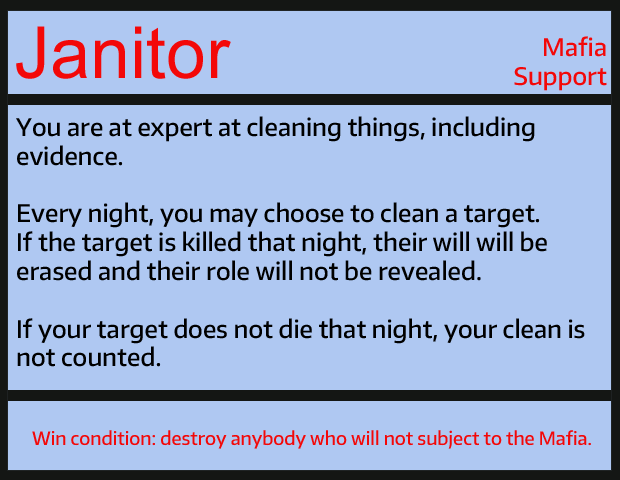 Janitor
Mafia
Support
You are at expert at cleaning things, including
evidence.
Every night, you may choose to clean a target.
If the target is killed that night, their will will be
erased and their role will not be revealed.
If your target does not die that night, your clean is
not counted.
Win condition: destroy anybody who will not subject to the Mafia.